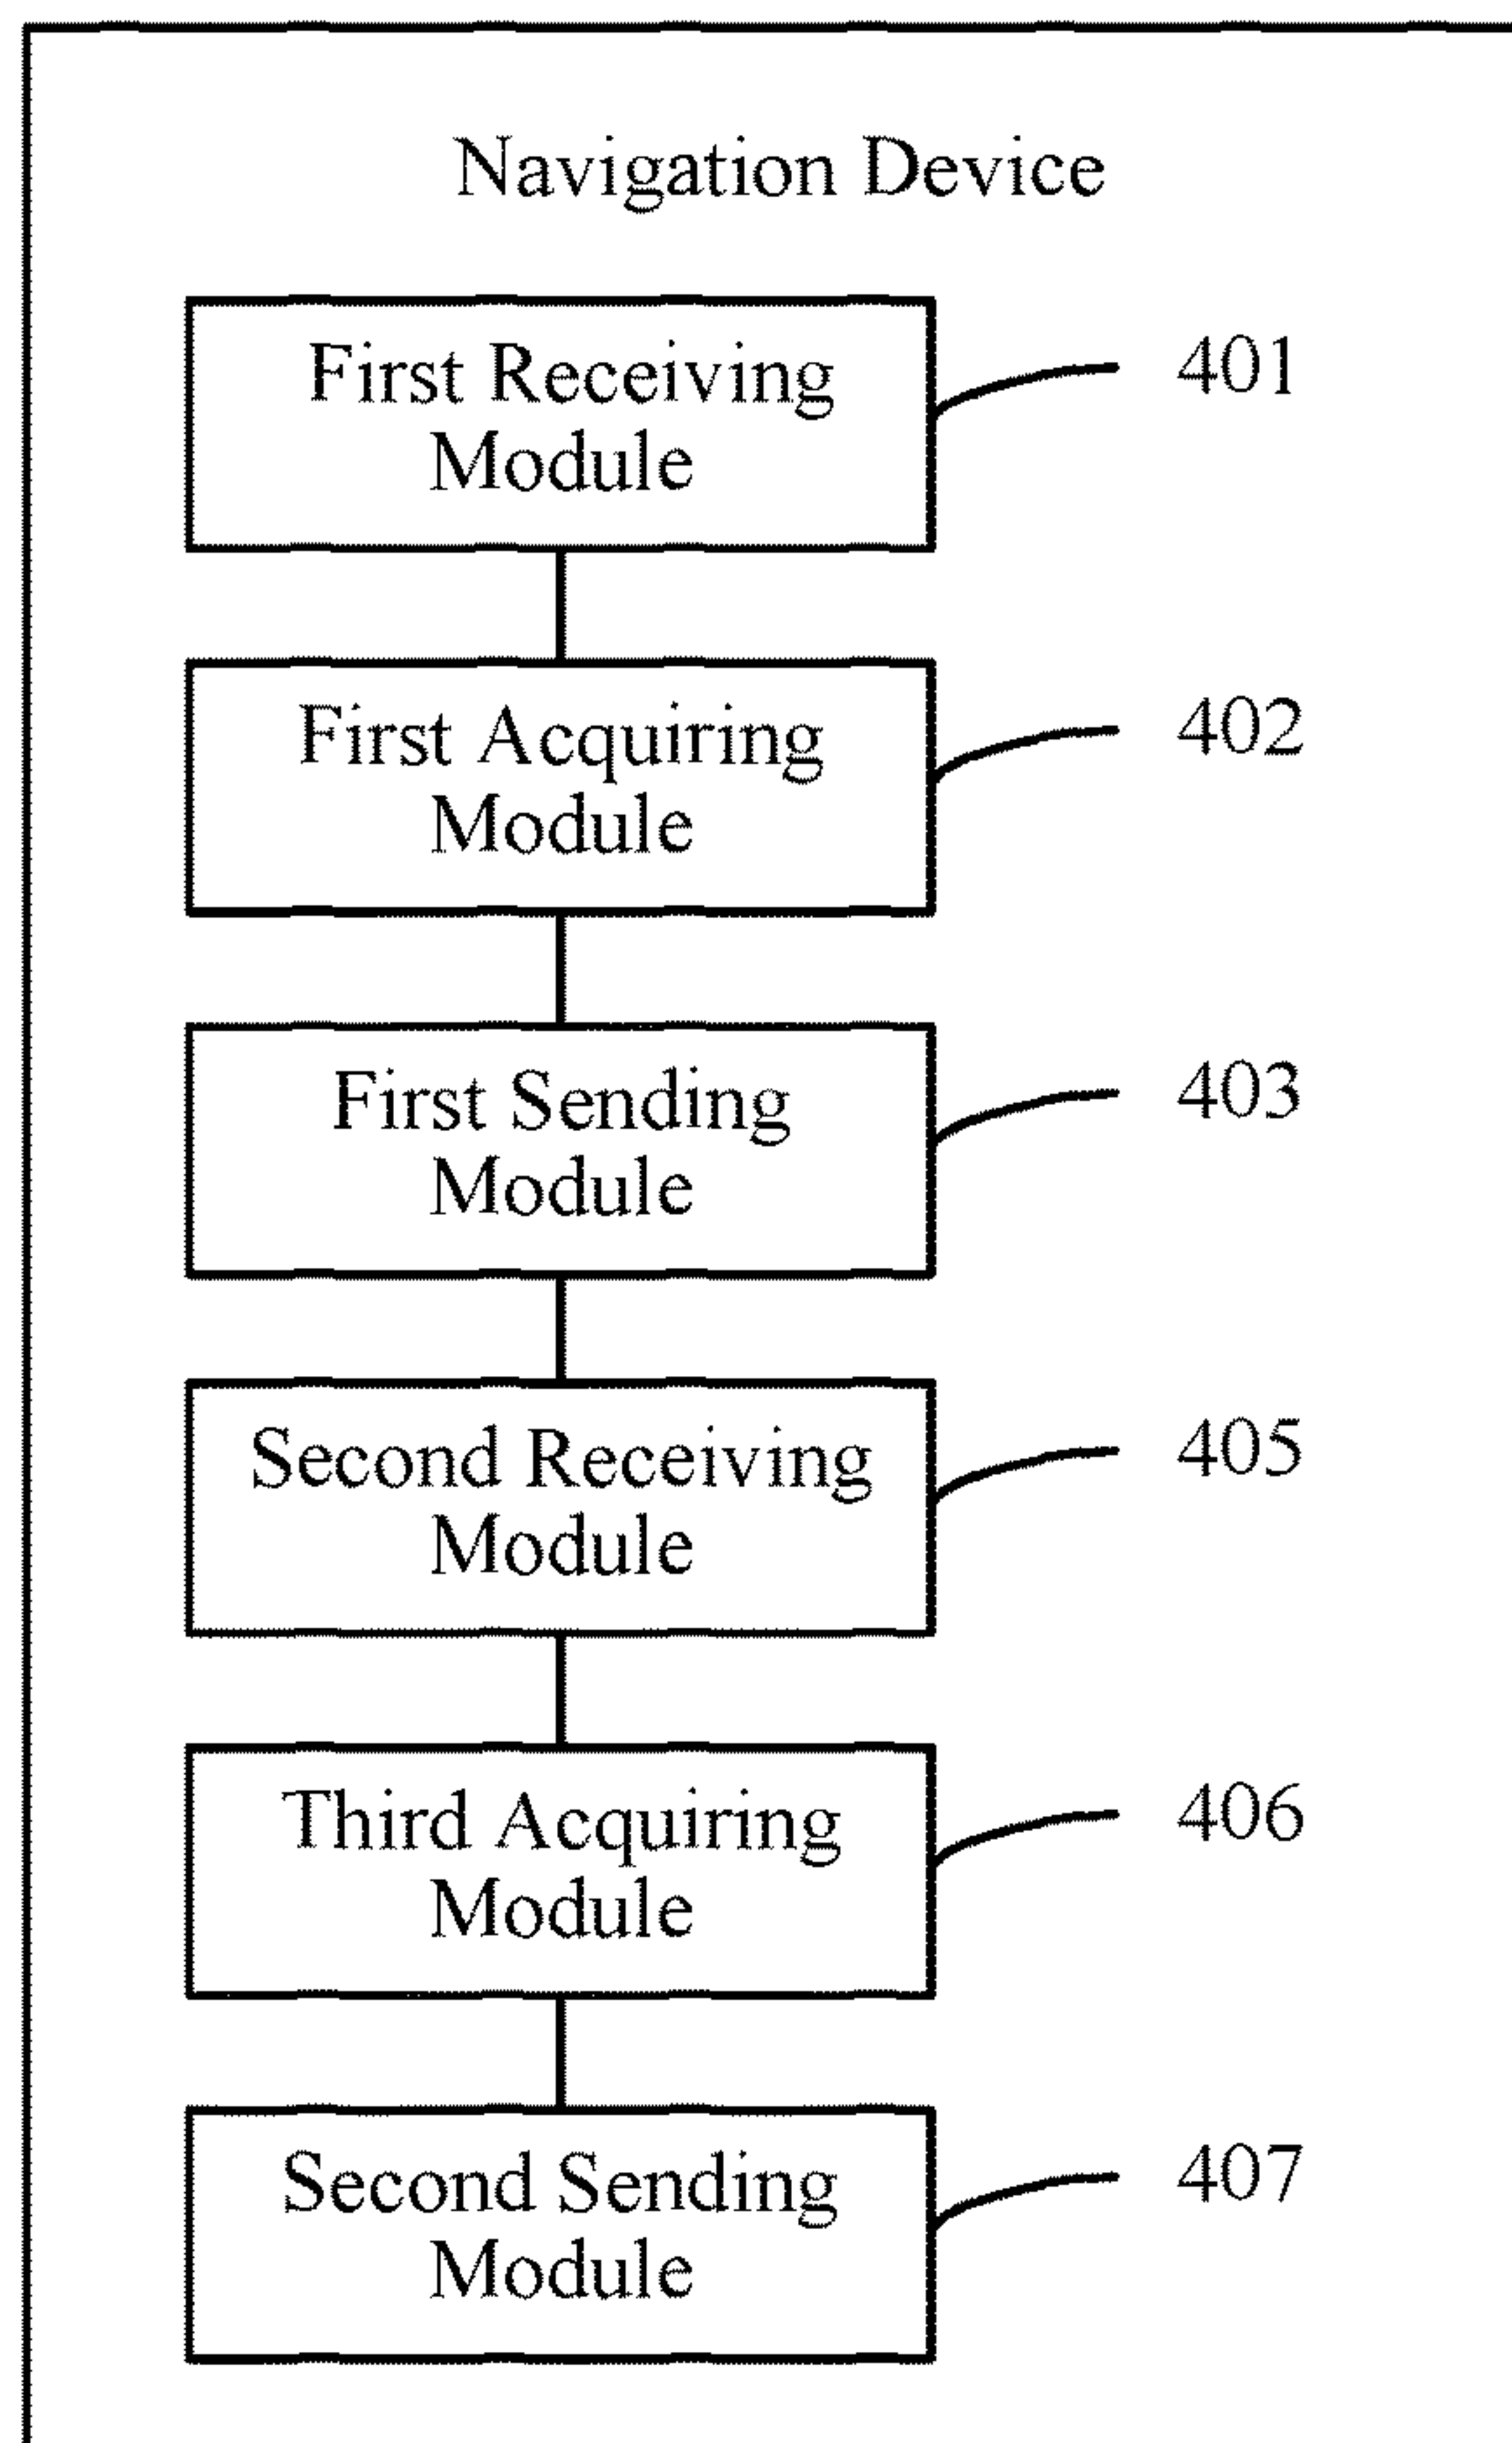 Navigation Device
First Receiving
Module
401
First Acquiring
Module
402
First Sending
Module
403
Second Receiving
Module
405
Third Acquiring
Module
406
Second Sending
Module
407